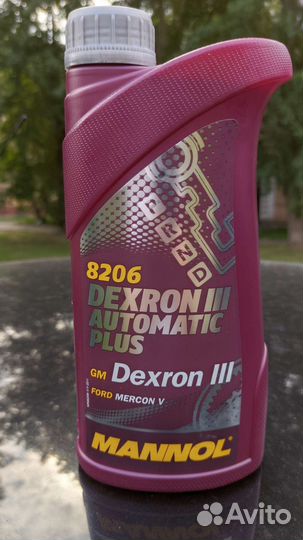 8206
DEXRON III
AUTOMATIC
PLUS
GM Dexron III
FORD MERCON V
MANNOL
Avito